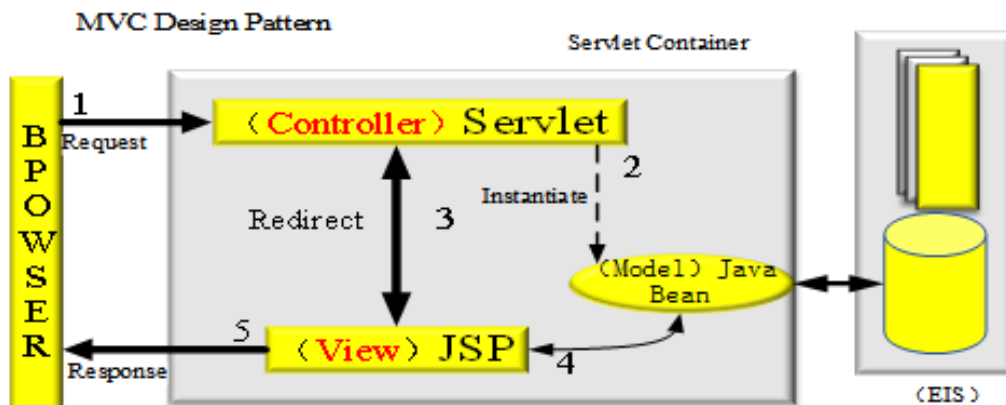 MVC Design Pattern
Servlet Container
BPOWSER
1
Request
(Controller) Servlet
2
Instantiate
Redirect
3
(Model) Java
Bean
5
Response
(View) JSP
4
(EIS)